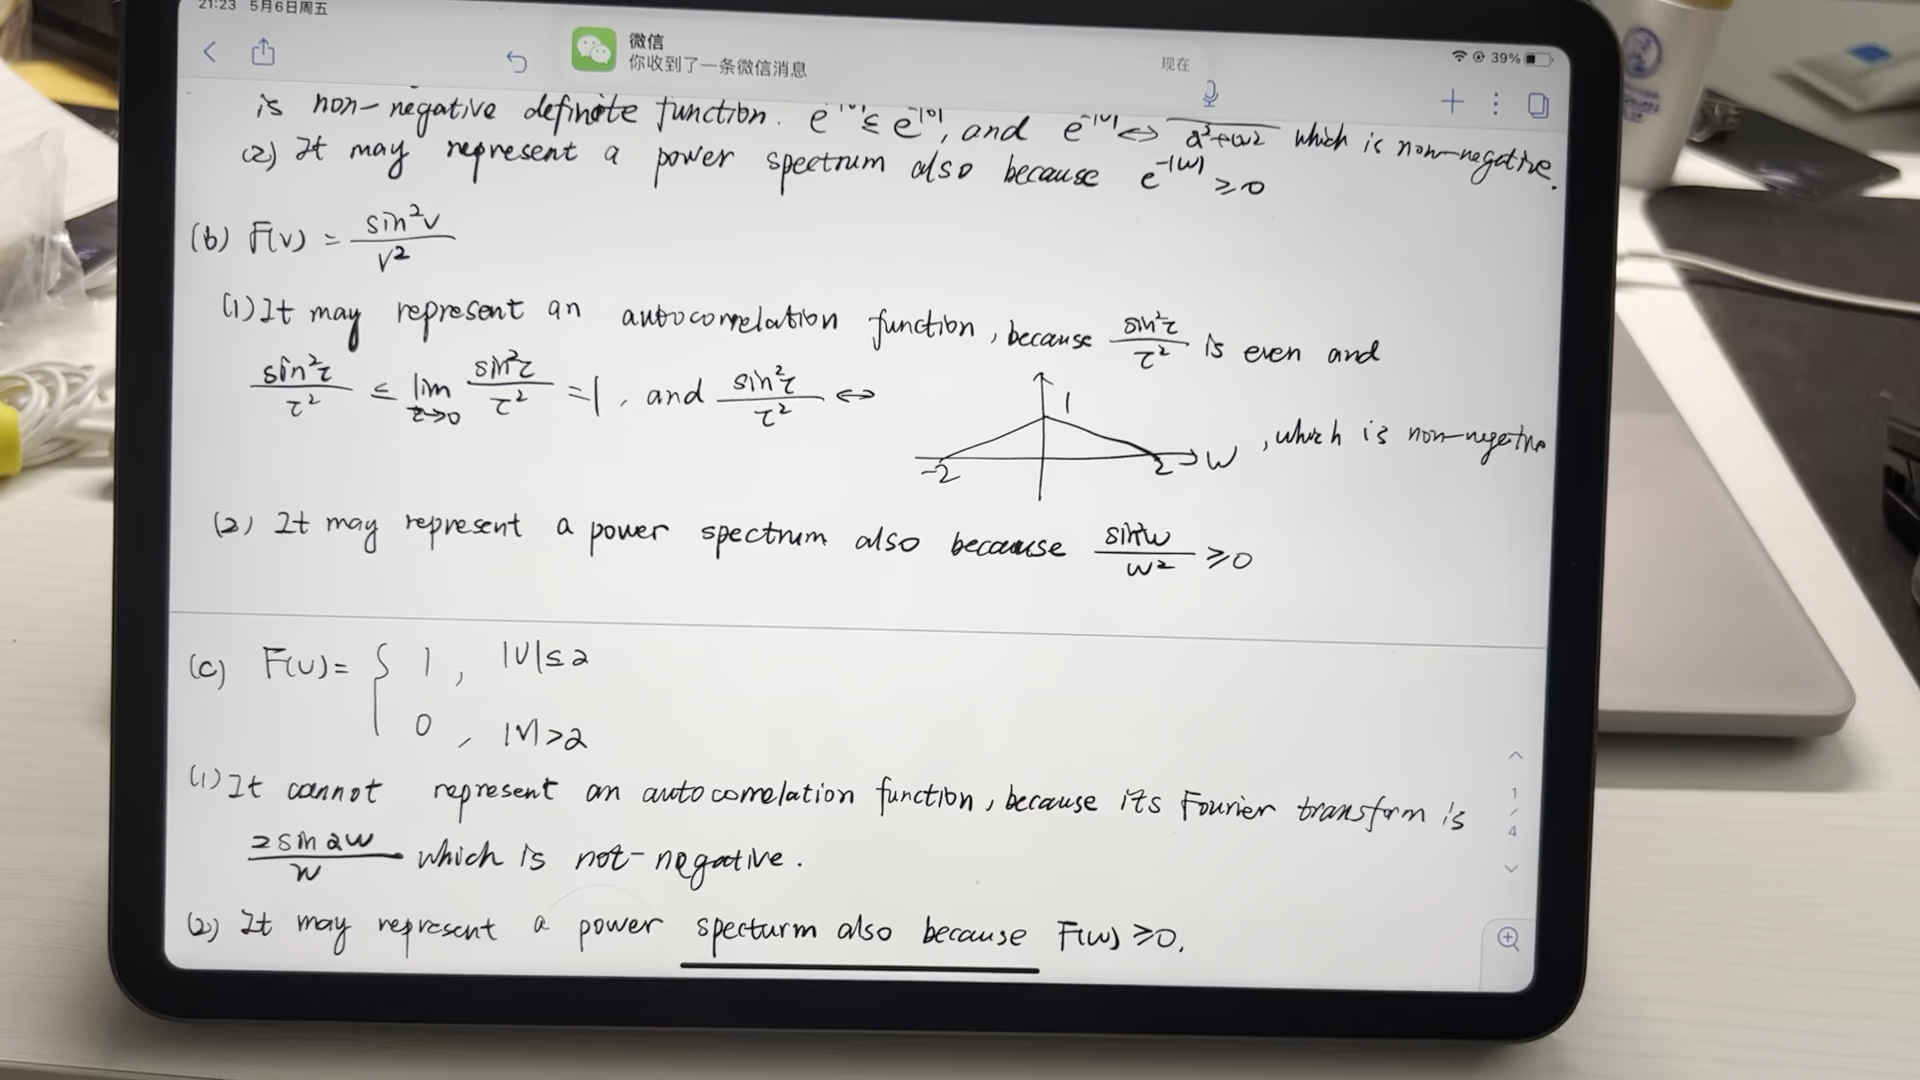 21:23 5月6日周五
微信
你收到了一条微信消息
现在
39%
is non-negative definite function. e ≤ e^-|0|, and e^-|v| ⇔ a²+ω² which is non-negative.
(2) It may represent a power spectrum also because e^-|ω| ≥0
(b) F(v) = sin²v / v²
(1) It may represent an autocorrelation function, because sin²τ / τ² is even and
sin²τ / τ² ≤ lim τ→0 sin²τ / τ² = 1, and sin²τ / τ² ⇔ 1 -2 2 W, which is non-negative
(2) It may represent a power spectrum also because sin²w / w² ≥0
(c) F(v) = { 1, |v| ≤ 2
0, |v| > 2
(1) It cannot represent an autocorrelation function, because its Fourier transform is
2 sin 2w / w which is not-negative.
(2) It may represent a power specturm also because F(w) ≥0.
1
/
4